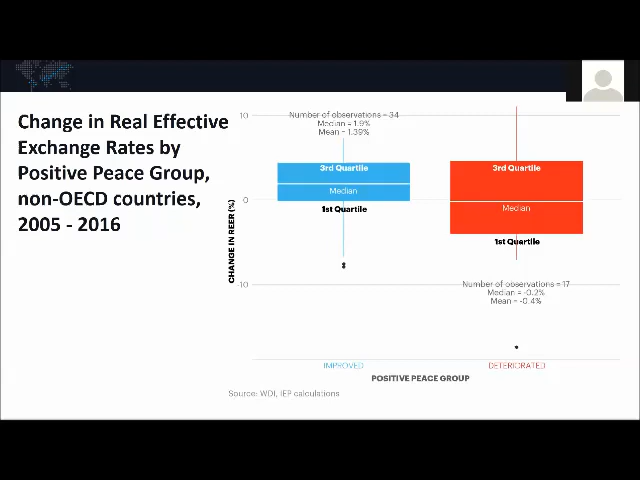 Change in Real Effective
Exchange Rates by
Positive Peace Group,
non-OECD countries,
2005 - 2016
CHANGE IN REER (%)
10
0
-10
Number of observations = 34
Median = 1.9%
Mean = 1.39%
3rd Quartile
Median
1st Quartile
3rd Quartile
Median
1st Quartile
Number of observations = 17
Median = -0.2%
Mean = -0.4%
IMPROVED
DETERIORATED
POSITIVE PEACE GROUP
Source: WDI, IEP calculations